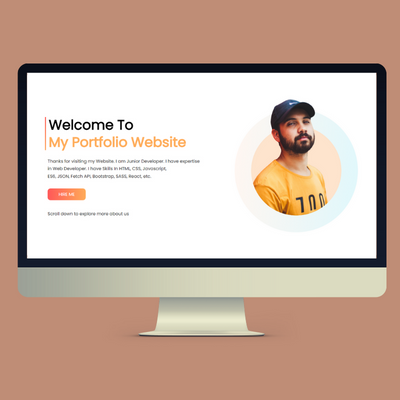 Welcome To
My Portfolio Website
Thanks for visiting my Website. I am Junior Developer. I have expertise
in Web Developer. I have Skills in HTML, CSS, Javascript,
ES6, JSON, Fetch API, Bootstrap, SASS, React, etc.
HIRE ME
Scroll down to explore more about us